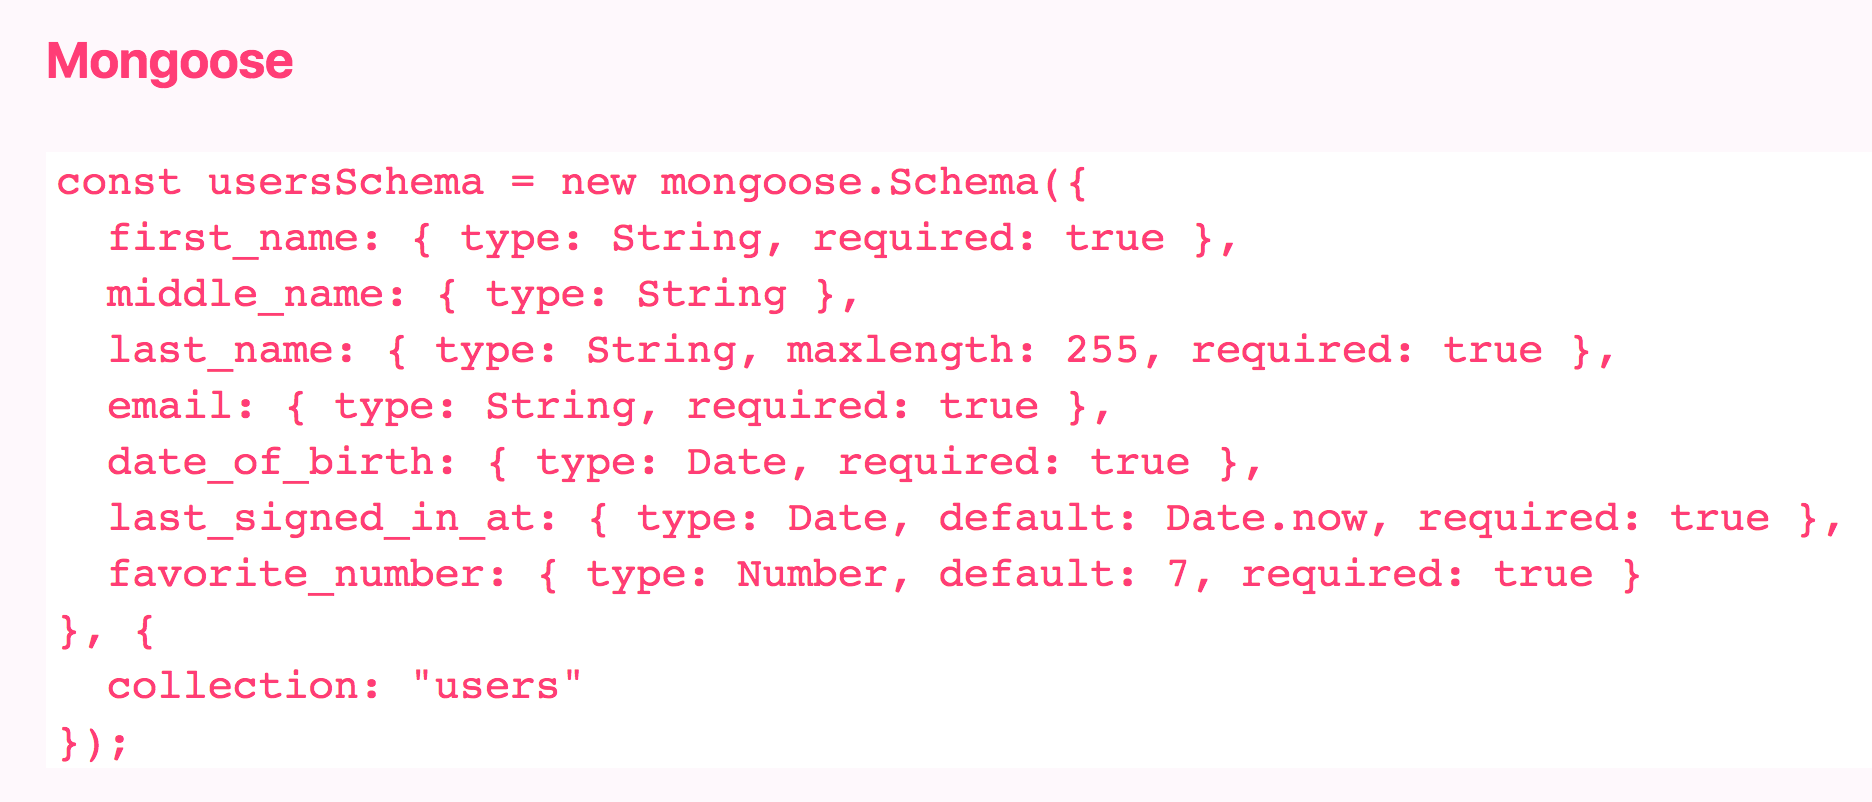 Mongoose
const usersSchema = new mongoose.Schema({
  first_name: { type: String, required: true },
  middle_name: { type: String },
  last_name: { type: String, maxlength: 255, required: true },
  email: { type: String, required: true },
  date_of_birth: { type: Date, required: true },
  last_signed_in_at: { type: Date, default: Date.now, required: true },
  favorite_number: { type: Number, default: 7, required: true }
}, {
  collection: "users"
});